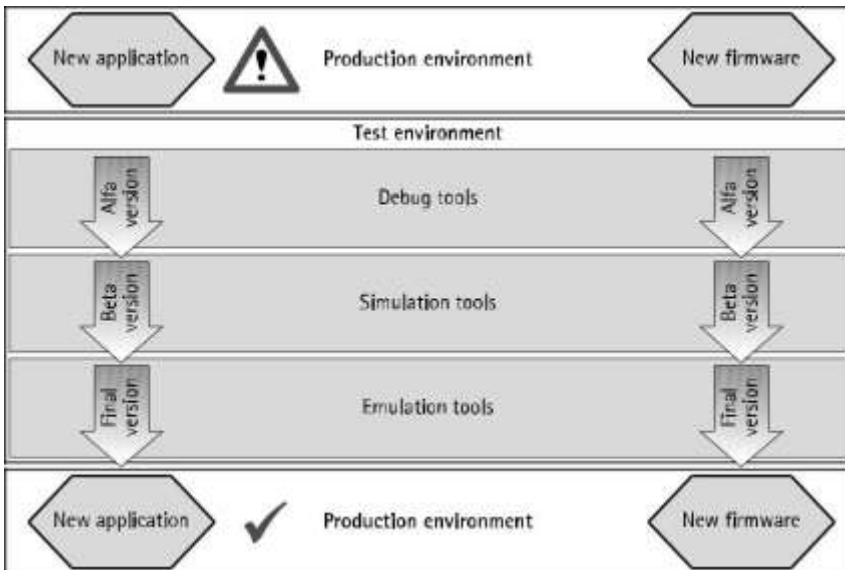 New application
Production environment
New firmware
Test environment
Alfa
version
Debug tools
Alfa
version
Beta
version
Simulation tools
Beta
version
Final
version
Emulation tools
Final
version
New application
Production environment
New firmware